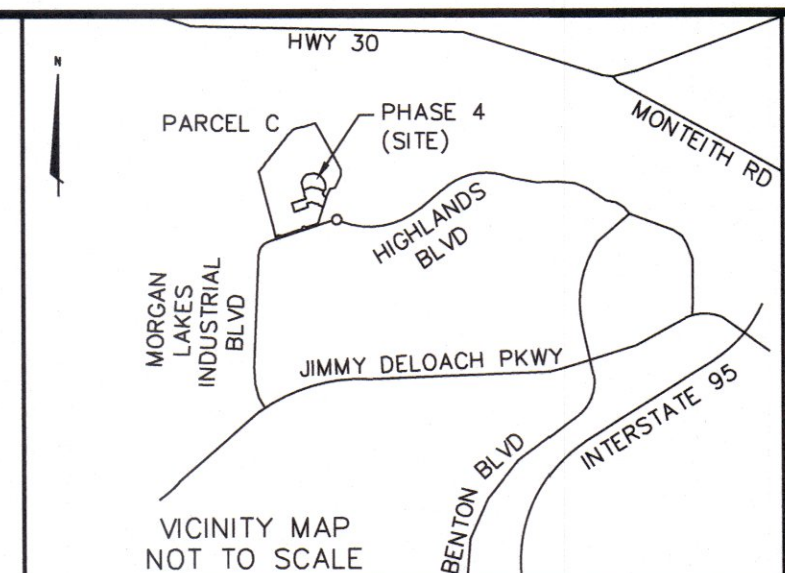 HWY 30
N
PARCEL C
PHASE 4
(SITE)
MONTEITH RD
HIGHLANDS
BLVD
MORGAN
LAKES
INDUSTRIAL
BLVD
JIMMY DELOACH PKWY
INTERSTATE 95
BENTON BLVD
VICINITY MAP
NOT TO SCALE